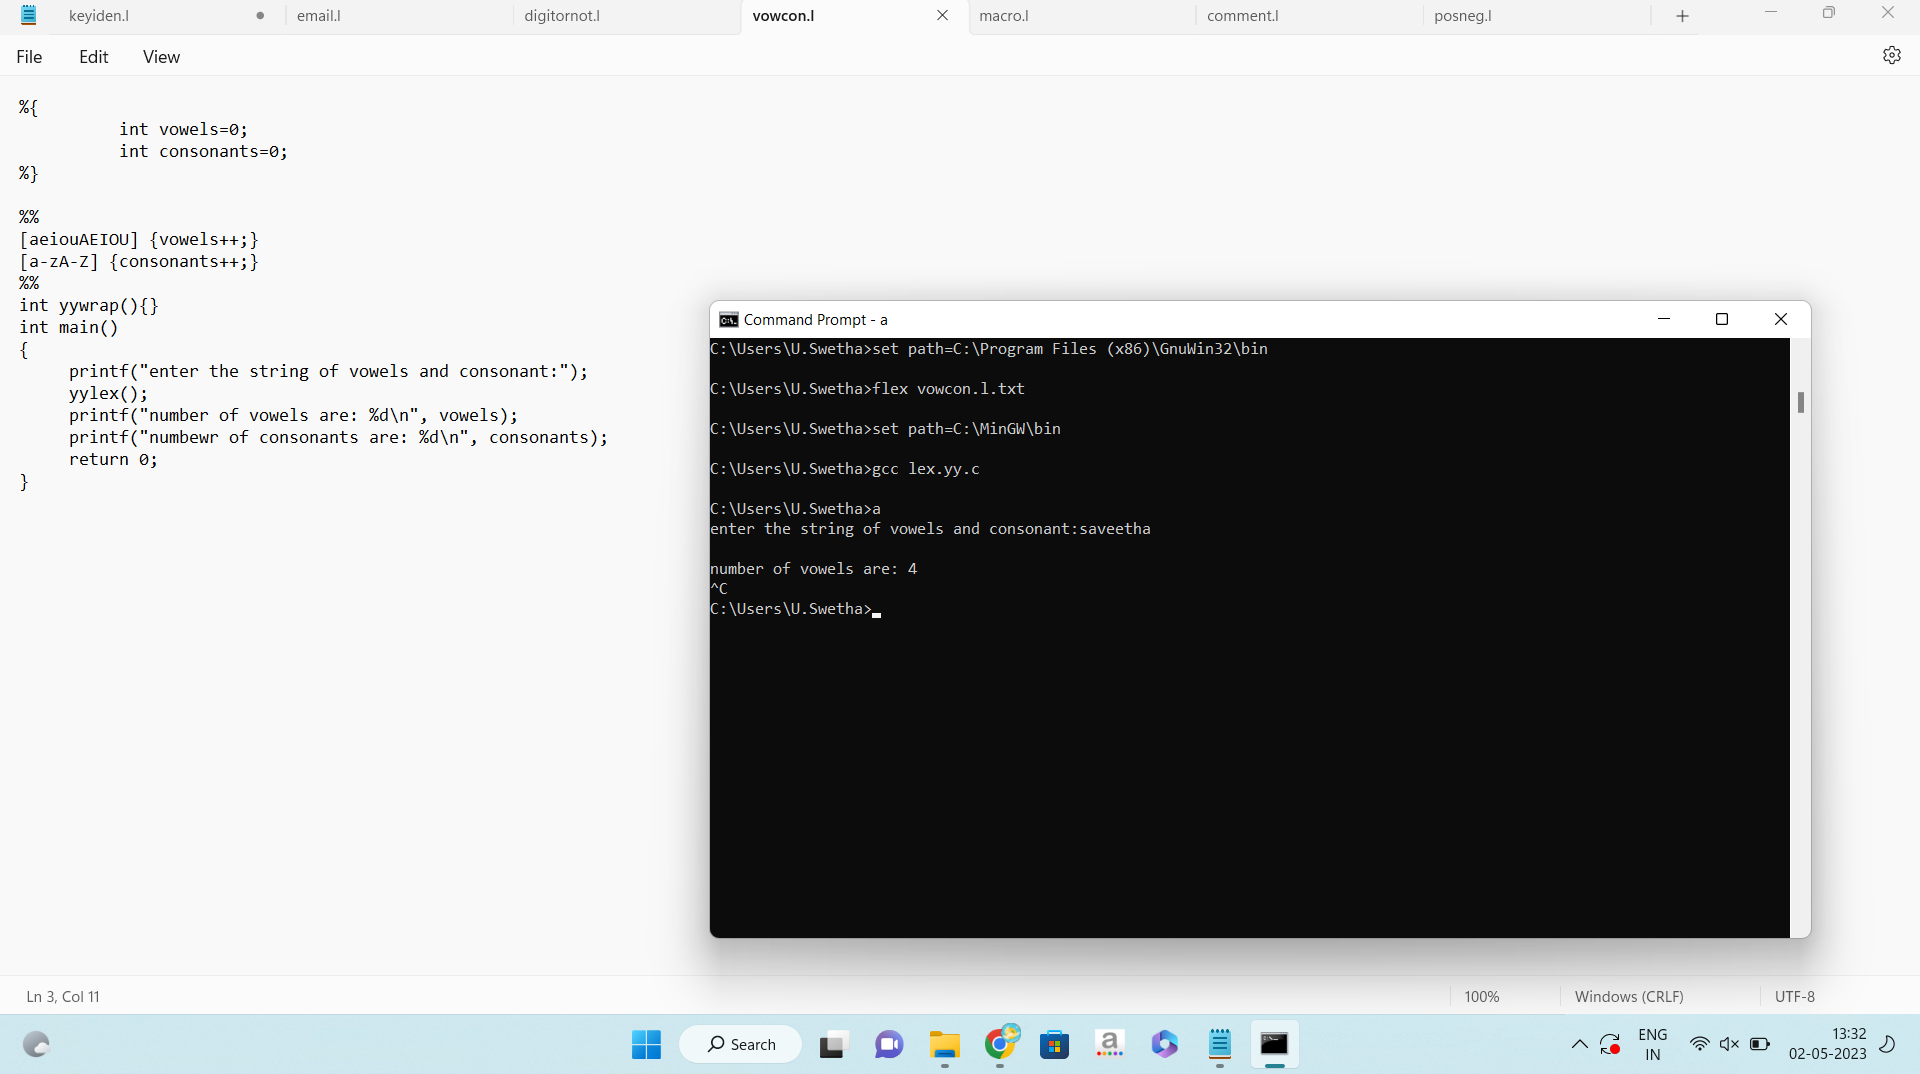 keyiden.l
email.l
digitornot.l
vowcon.l
macro.l
comment.l
posneg.l
File
Edit
View
%{
int vowels=0;
int consonants=0;
%}
%%
[aeiouAEIOU] {vowels++;}
[a-zA-Z] {consonants++;}
%%
int yywrap(){}
int main()
{
printf("enter the string of vowels and consonant:");
yylex();
printf("number of vowels are: %d\n", vowels);
printf("numbewr of consonants are: %d\n", consonants);
return 0;
}
Command Prompt - a
C:\Users\U.Swetha>set path=C:\Program Files (x86)\GnuWin32\bin
C:\Users\U.Swetha>flex vowcon.l.txt
C:\Users\U.Swetha>set path=C:\MinGW\bin
C:\Users\U.Swetha>gcc lex.yy.c
C:\Users\U.Swetha>a
enter the string of vowels and consonant:saveetha
number of vowels are: 4
^C
C:\Users\U.Swetha>
Ln 3, Col 11
100%
Windows (CRLF)
UTF-8
Search
ENG
IN
13:32
02-05-2023